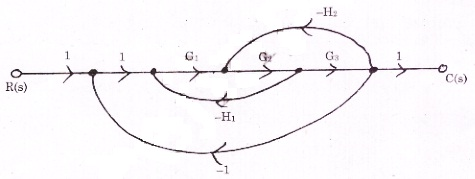 -H₂
1 1 G₁ G₂ G₃ 1
R(s) C(s)
-H₁
-1